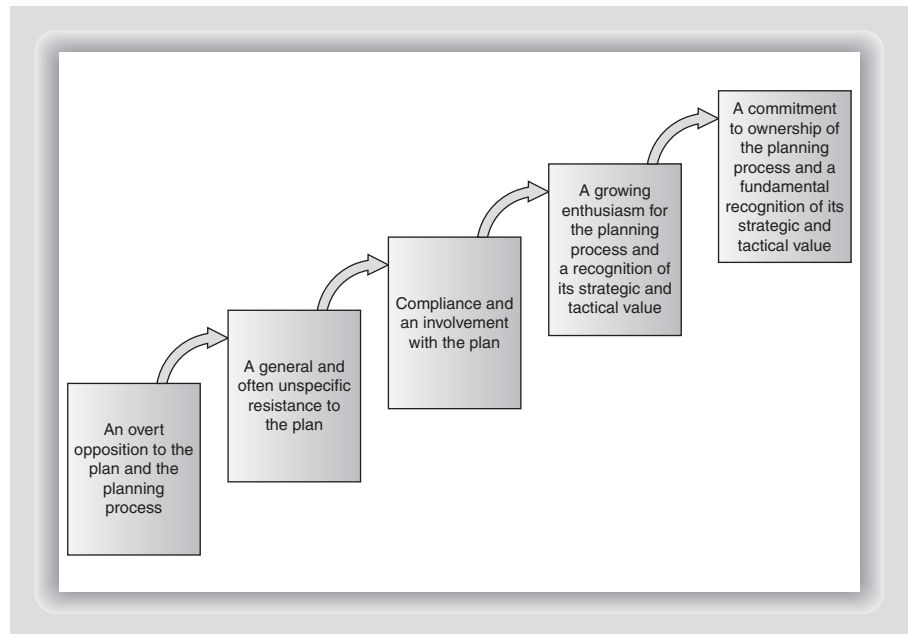 An overt
opposition to the
plan and the
planning
process
A general and
often unspecific
resistance to
the plan
Compliance and
an involvement
with the plan
A growing
enthusiasm for
the planning
process and
a recognition of
its strategic and
tactical value
A commitment
to ownership of
the planning
process and a
fundamental
recognition of its
strategic and
tactical value